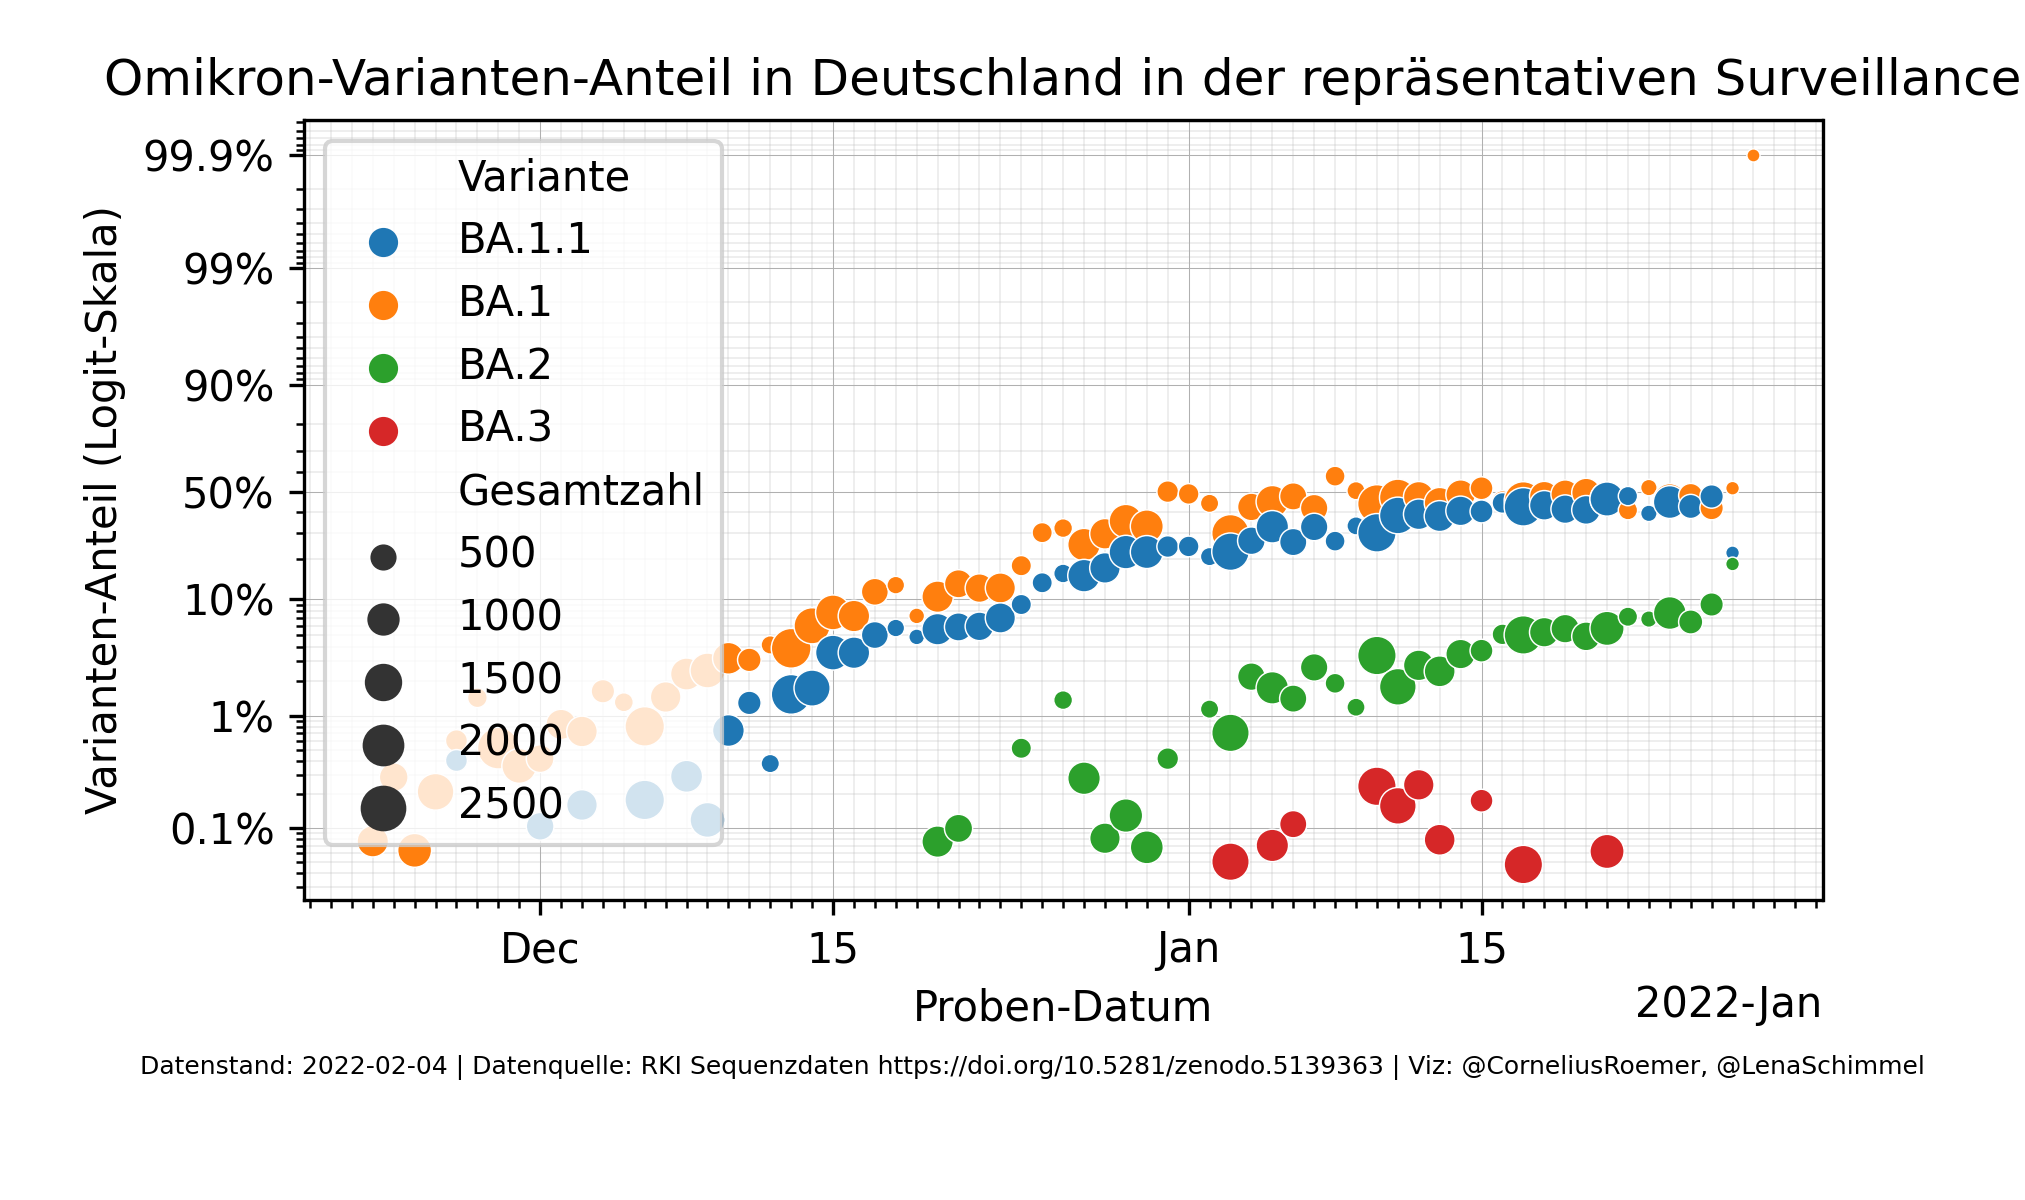 Omikron-Varianten-Anteil in Deutschland in der repräsentativen Surveillance
Varianten-Anteil (Logit-Skala)
99.9%
99%
90%
50%
10%
1%
0.1%
Variante
BA.1.1
BA.1
BA.2
BA.3
Gesamtzahl
500
1000
1500
2000
2500
Dec 15 Jan 15
Proben-Datum
2022-Jan
Datenstand: 2022-02-04 | Datenquelle: RKI Sequenzdaten https://doi.org/10.5281/zenodo.5139363 | Viz: @CorneliusRoemer, @LenaSchimmel